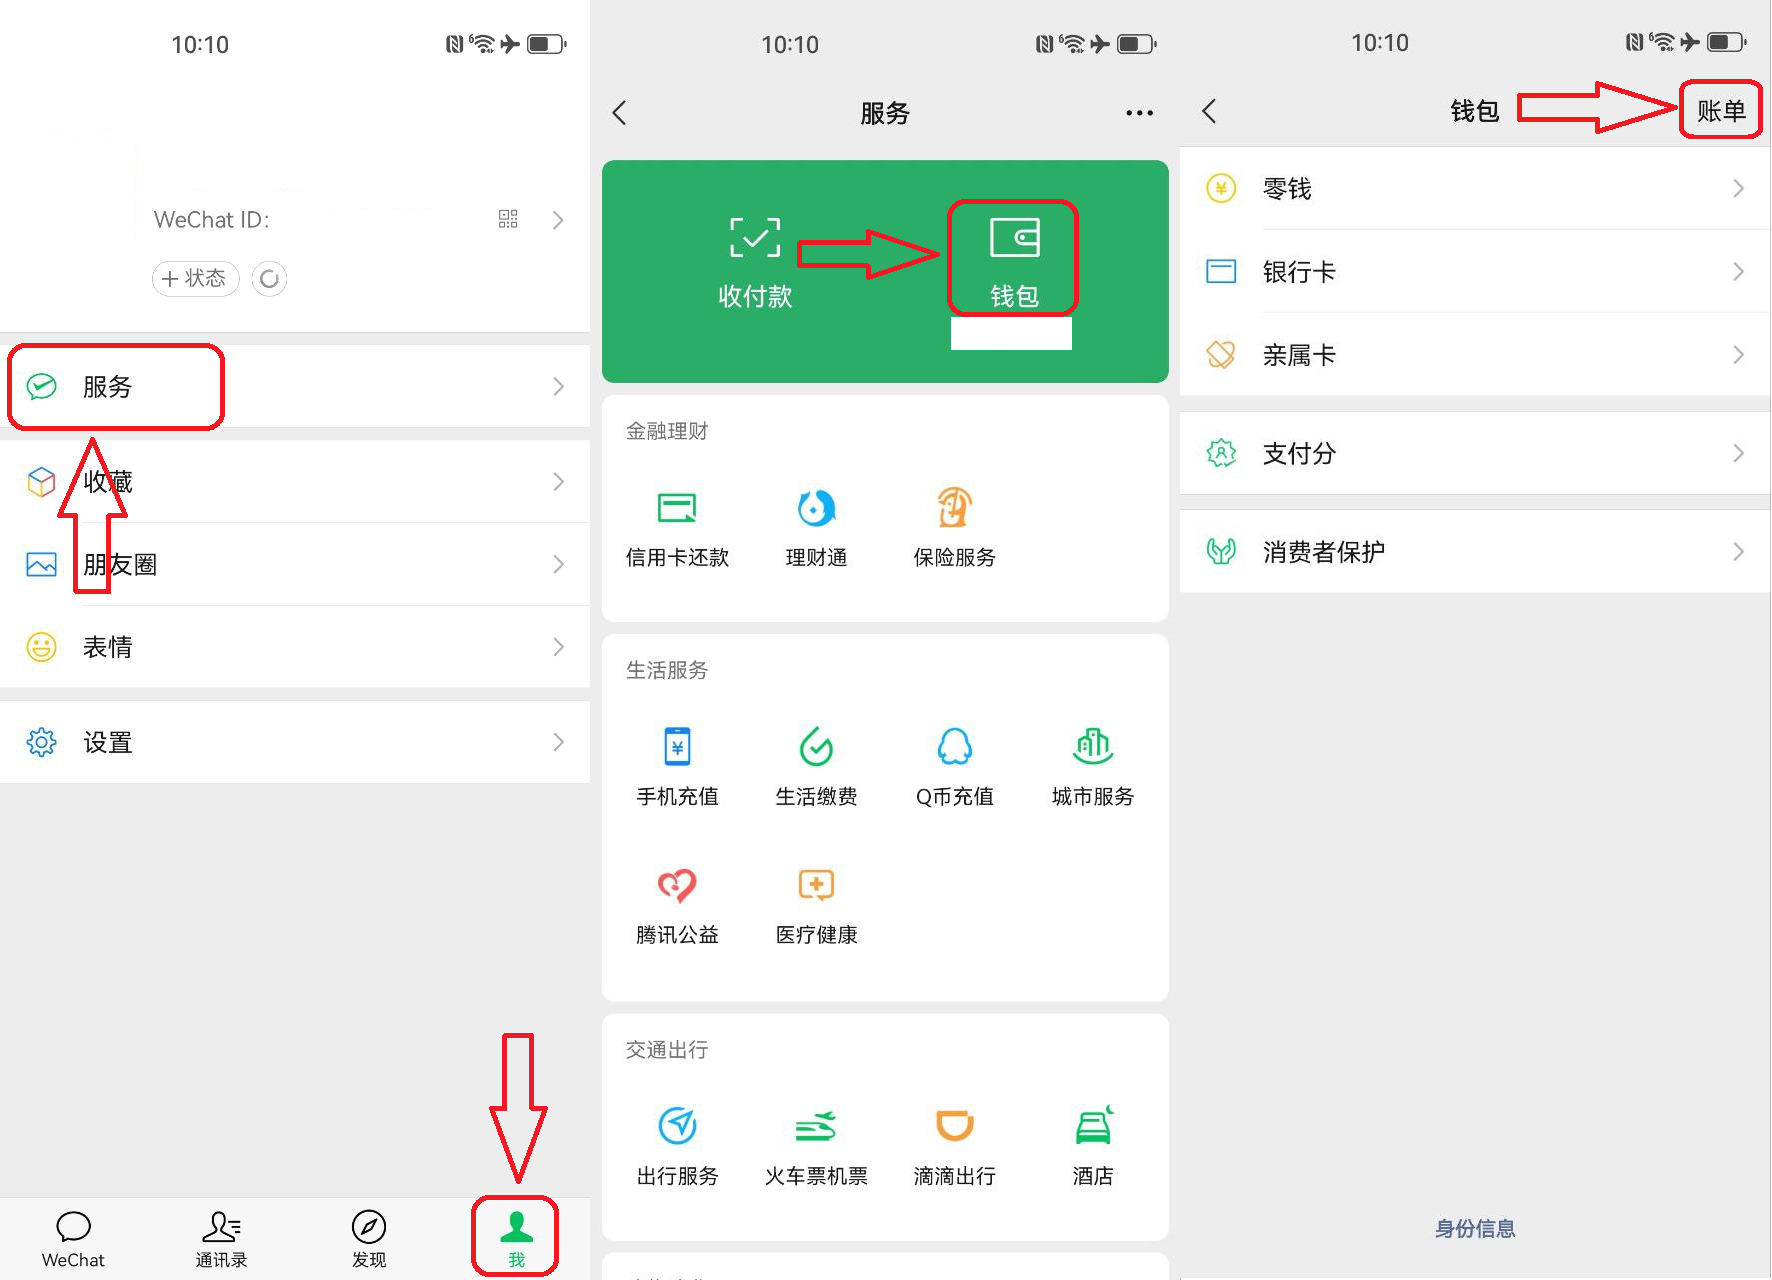 10:10
WeChat ID:
+ 状态
服务
收藏
朋友圈
表情
设置
WeChat
通讯录
发现
我
10:10
服务
收付款
钱包
金融理财
信用卡还款
理财通
保险服务
生活服务
手机充值
生活缴费
Q币充值
城市服务
腾讯公益
医疗健康
交通出行
出行服务
火车票机票
滴滴出行
酒店
10:10
钱包
账单
零钱
银行卡
亲属卡
支付分
消费者保护
身份信息